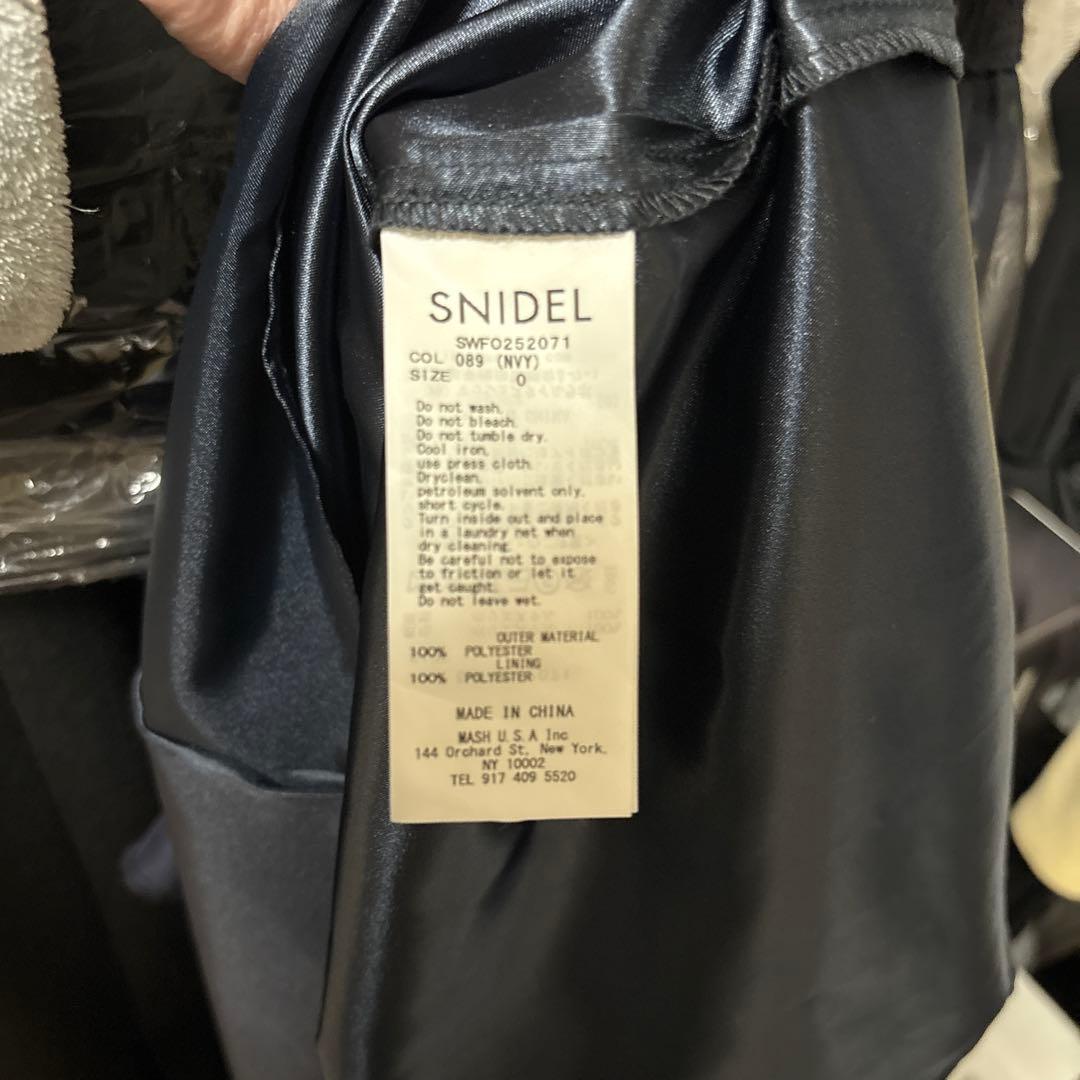 SNIDEL
SWFO252071
COL 089 (NVY)
SIZE 0
Do not wash.
Do not bleach.
Do not tumble dry.
Cool iron,
use press cloth.
Dryclean,
petroleum solvent only,
short cycle.
Turn inside out and place
in a laundry net when
dry cleaning.
Be careful not to expose
to friction or let it
get caught.
Do not leave wet.
OUTER MATERIAL
100% POLYESTER
LINING
100% POLYESTER
MADE IN CHINA
MASH U.S.A Inc
144 Orchard St, New York,
NY 10002
TEL 917 409 5520